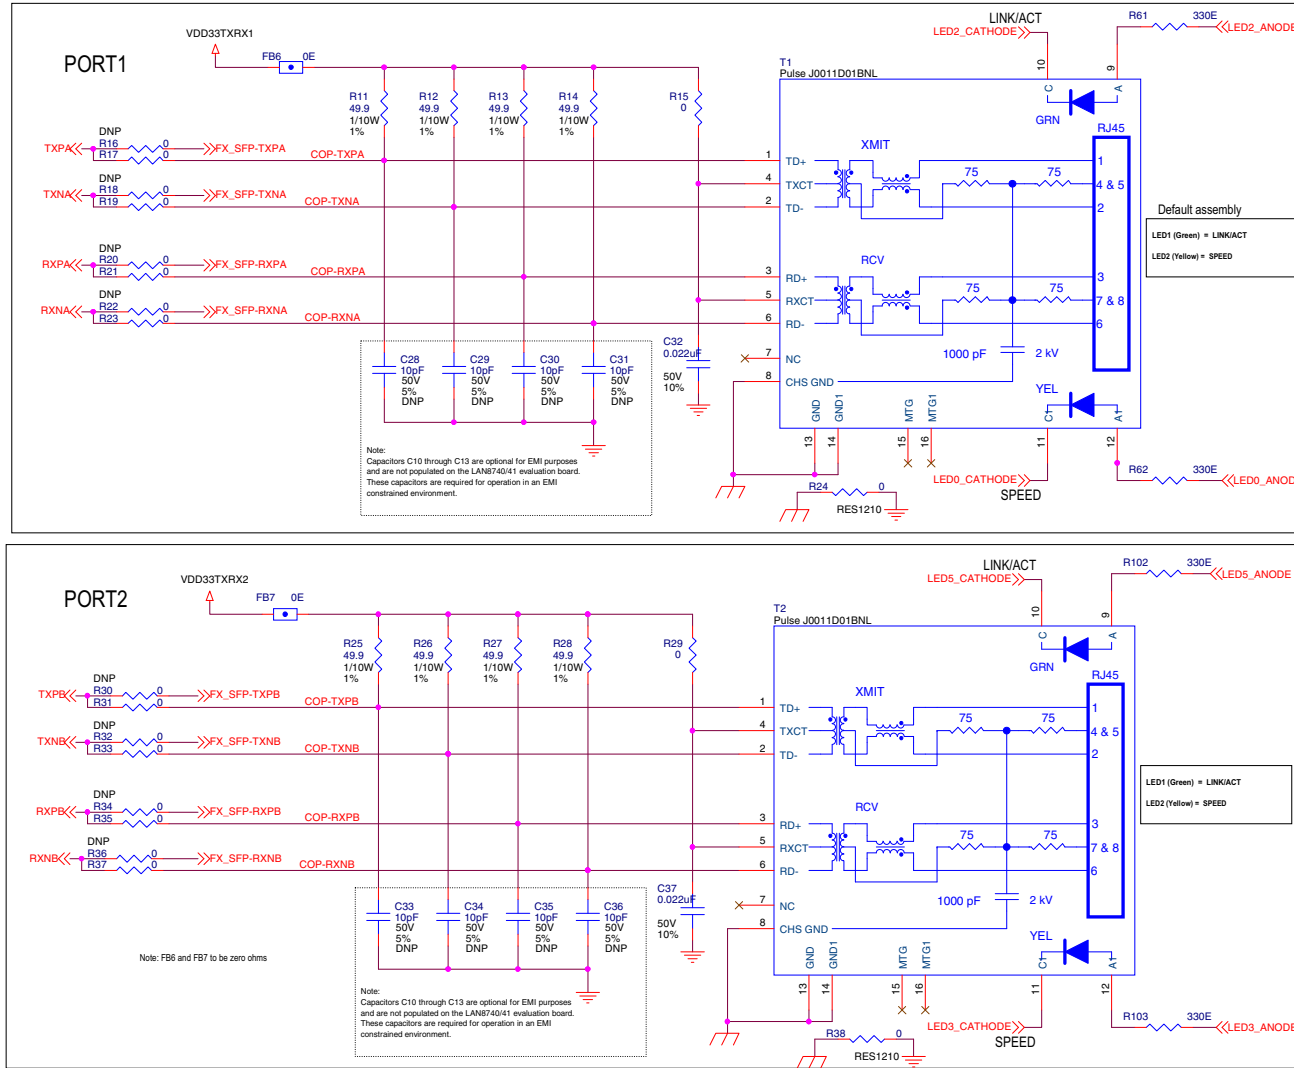 PORT1
VDD33TXRX1
FB6 0E
R11
49.9
1/10W
1%
R12
49.9
1/10W
1%
R13
49.9
1/10W
1%
R14
49.9
1/10W
1%
R15
0
TXPA
DNP
R16 0
R17 0
FX_SFP-TXPA
COP-TXPA
TXNA
DNP
R18 0
R19 0
FX_SFP-TXNA
COP-TXNA
RXPA
DNP
R20 0
R21 0
FX_SFP-RXPA
COP-RXPA
RXNA
DNP
R22 0
R23 0
FX_SFP-RXNA
COP-RXNA
C28
10pF
50V
5%
DNP
C29
10pF
50V
5%
DNP
C30
10pF
50V
5%
DNP
C31
10pF
50V
5%
DNP
C32
0.022uF
50V
10%
Note:
Capacitors C10 through C13 are optional for EMI purposes
and are not populated on the LAN8740/41 evaluation board.
These capacitors are required for operation in an EMI
constrained environment.
T1
Pulse J0011D01BNL
LINK/ACT
LED2_CATHODE
R61 330E
LED2_ANODE
10
9
C
A
GRN
RJ45
XMIT
1 TD+
4 TXCT
2 TD-
75
75
1
4 & 5
2
RCV
3 RD+
5 RXCT
6 RD-
75
75
3
7 & 8
6
7 NC
8 CHS GND
1000 pF
2 kV
YEL
GND
GND1
MTG
MTG1
C1
A1
13
14
15
16
11
12
LED0_CATHODE
SPEED
R62 330E
LED0_ANODE
R24 0
RES1210
Default assembly
LED1 (Green) = LINK/ACT
LED2 (Yellow) = SPEED
PORT2
VDD33TXRX2
FB7 0E
R25
49.9
1/10W
1%
R26
49.9
1/10W
1%
R27
49.9
1/10W
1%
R28
49.9
1/10W
1%
R29
0
TXPB
DNP
R30 0
R31 0
FX_SFP-TXPB
COP-TXPB
TXNB
DNP
R32 0
R33 0
FX_SFP-TXNB
COP-TXNB
RXPB
DNP
R34 0
R35 0
FX_SFP-RXPB
COP-RXPB
RXNB
DNP
R36 0
R37 0
FX_SFP-RXNB
COP-RXNB
C33
10pF
50V
5%
DNP
C34
10pF
50V
5%
DNP
C35
10pF
50V
5%
DNP
C36
10pF
50V
5%
DNP
C37
0.022uF
50V
10%
Note: FB6 and FB7 to be zero ohms
Note:
Capacitors C10 through C13 are optional for EMI purposes
and are not populated on the LAN8740/41 evaluation board.
These capacitors are required for operation in an EMI
constrained environment.
T2
Pulse J0011D01BNL
LINK/ACT
LED5_CATHODE
R102 330E
LED5_ANODE
10
9
C
A
GRN
RJ45
XMIT
1 TD+
4 TXCT
2 TD-
75
75
1
4 & 5
2
RCV
3 RD+
5 RXCT
6 RD-
75
75
3
7 & 8
6
7 NC
8 CHS GND
1000 pF
2 kV
YEL
GND
GND1
MTG
MTG1
C1
A1
13
14
15
16
11
12
LED3_CATHODE
SPEED
R103 330E
LED3_ANODE
R38 0
RES1210
LED1 (Green) = LINK/ACT
LED2 (Yellow) = SPEED